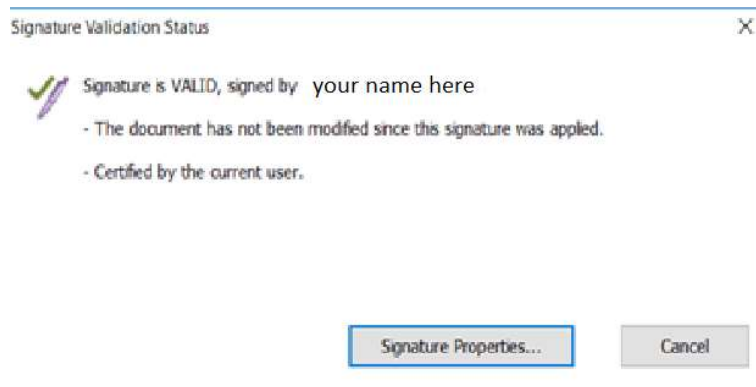 Signature Validation Status
Signature is VALID, signed by your name here
- The document has not been modified since this signature was applied.
- Certified by the current user.
Signature Properties... Cancel